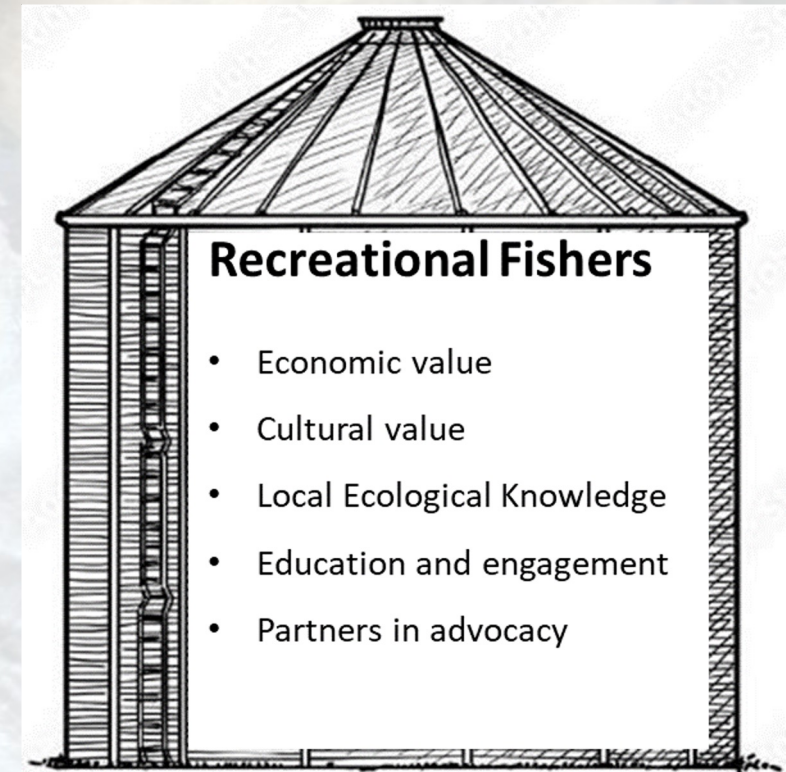 Recreational Fishers
• Economic value
• Cultural value
• Local Ecological Knowledge
• Education and engagement
• Partners in advocacy